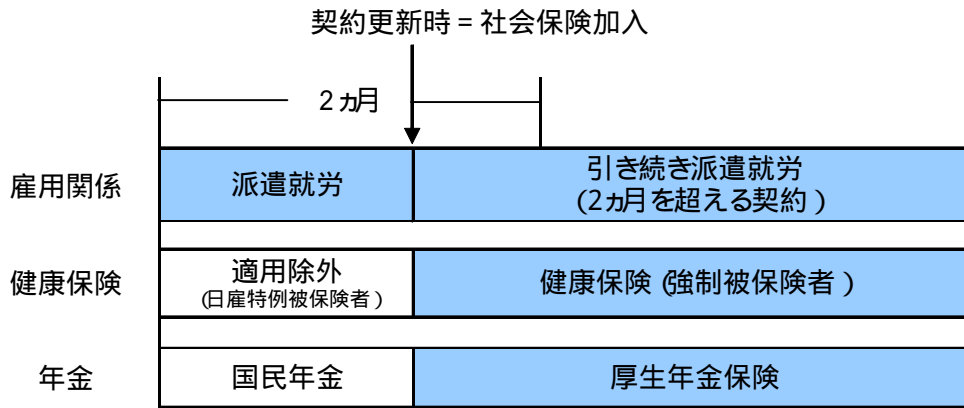 契約更新時 = 社会保険加入
2ヵ月
雇用関係
派遣就労
引き続き派遣就労
(2ヵ月を超える契約)
健康保険
適用除外
(日雇特例被保険者)
健康保険(強制被保険者)
年金
国民年金
厚生年金保険